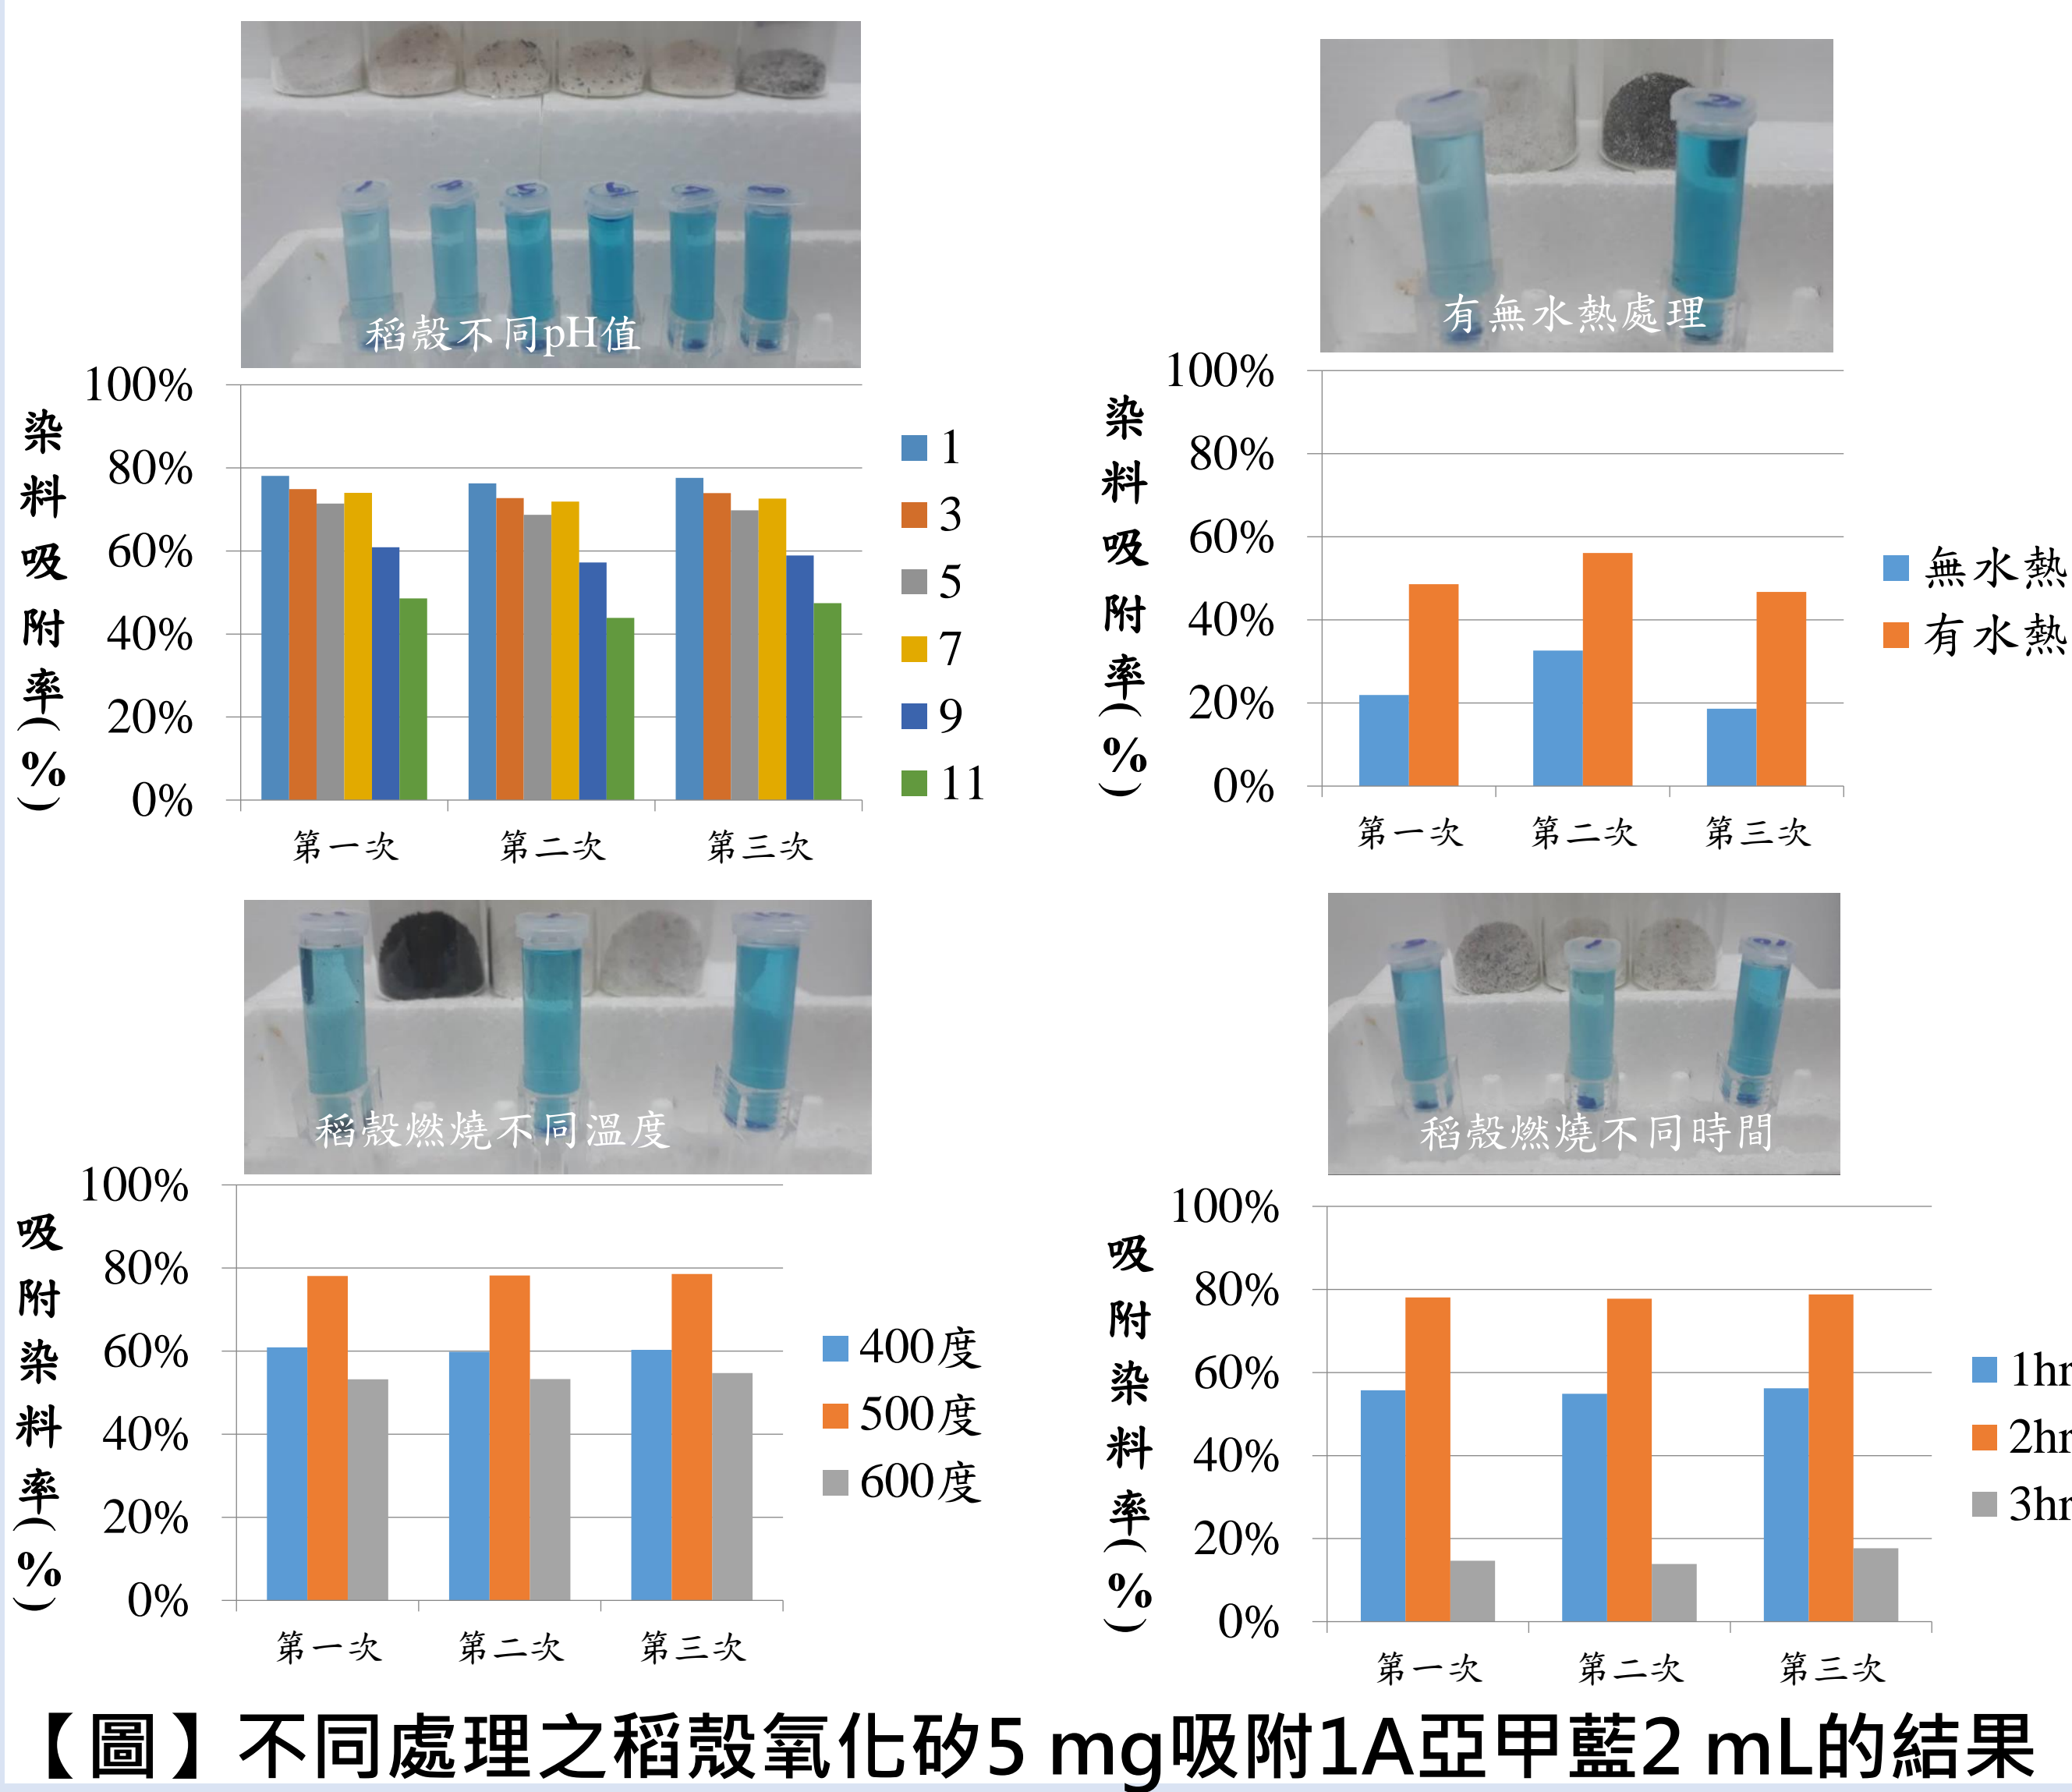 稻殼不同pH值
染料吸附率(%)
100%
80%
60%
40%
20%
0%
第一次 第二次 第三次
1
3
5
7
9
11
有無水熱處理
染料吸附率(%)
100%
80%
60%
40%
20%
0%
第一次 第二次 第三次
無水熱
有水熱
稻殼燃燒不同溫度
吸附染料率(%)
100%
80%
60%
40%
20%
0%
第一次 第二次 第三次
400度
500度
600度
稻殼燃燒不同時間
吸附染料率(%)
100%
80%
60%
40%
20%
0%
第一次 第二次 第三次
1hr
2hr
3hr
【圖】不同處理之稻殼氧化矽5 mg吸附1A亞甲藍2 mL的結果